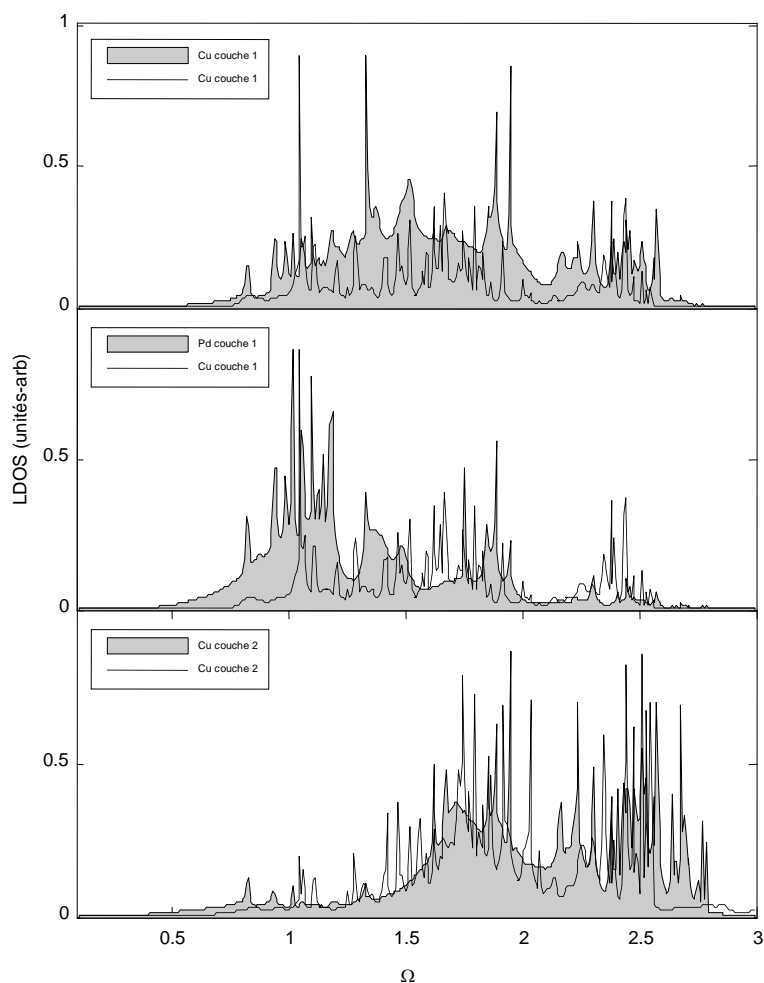 1
Cu couche 1
Cu couche 1
0.5
0
Pd couche 1
Cu couche 1
0.5
0
LDOS (unités-arb)
Cu couche 2
Cu couche 2
0.5
0
0.5 1 1.5 2 2.5 3
Ω